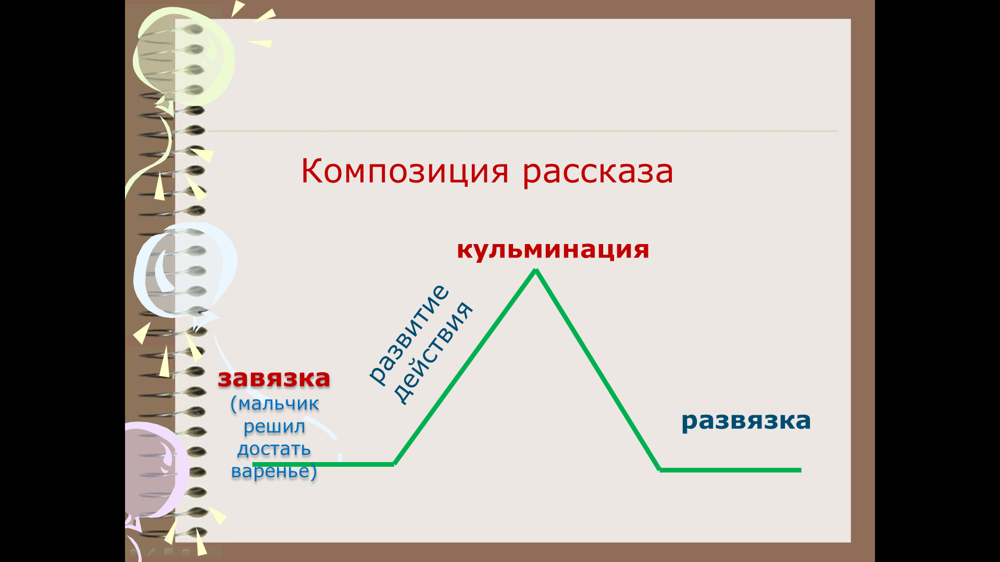 Композиция рассказа
кульминация
развитие
действия
завязка
(мальчик
решил
достать
варенье)
развязка